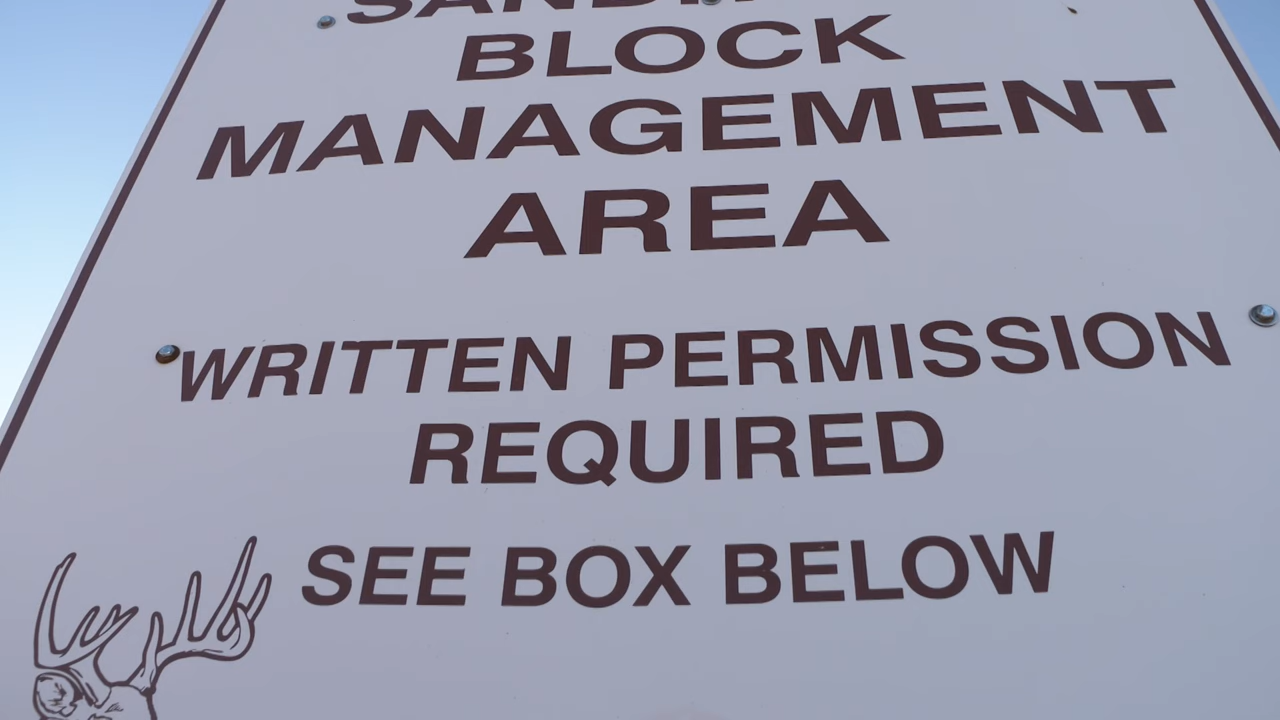 BLOCK
MANAGEMENT
AREA
WRITTEN PERMISSION
REQUIRED
SEE BOX BELOW